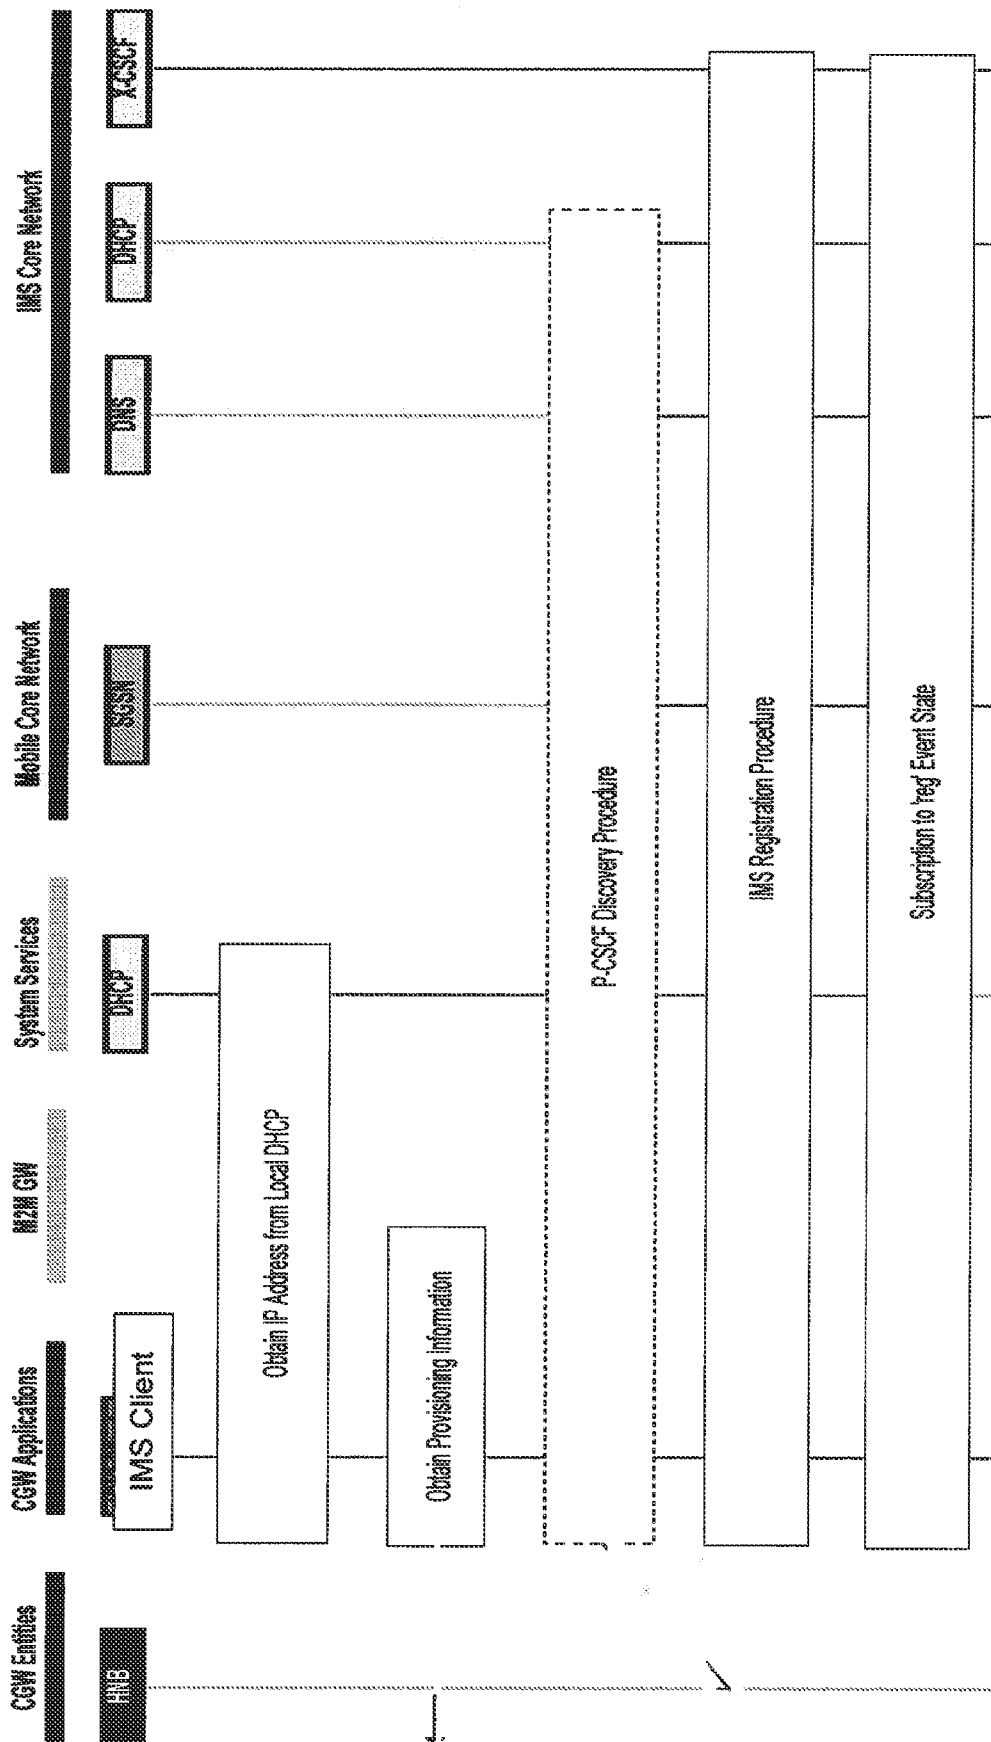 CGW Entities
CGW Applications
M2M GW
System Services
Mobile Core Network
IMS Core Network
HNB
IMS Client
DHCP
SGSN
DNS
DHCP
X-CSCF
Obtain IP Address from Local DHCP
Obtain Provisioning Information
P-CSCF Discovery Procedure
IMS Registration Procedure
Subscription to 'reg' Event State